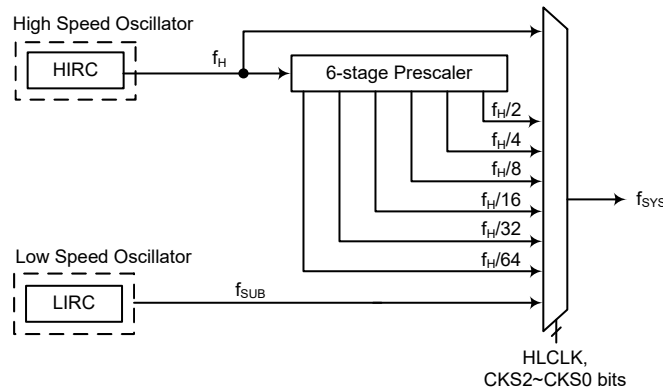 High Speed Oscillator
HIRC
fH
6-stage Prescaler
fH/2
fH/4
fH/8
fH/16
fH/32
fH/64
fSYS
Low Speed Oscillator
LIRC
fSUB
HLCLK,
CKS2~CKS0 bits